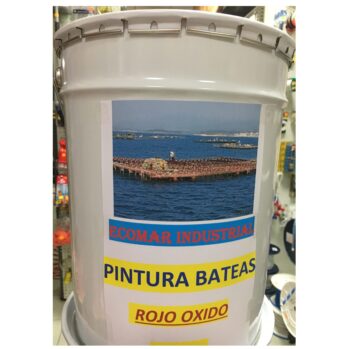 ECOMAR INDUSTRIAL
PINTURA BATEAS
ROJO OXIDO